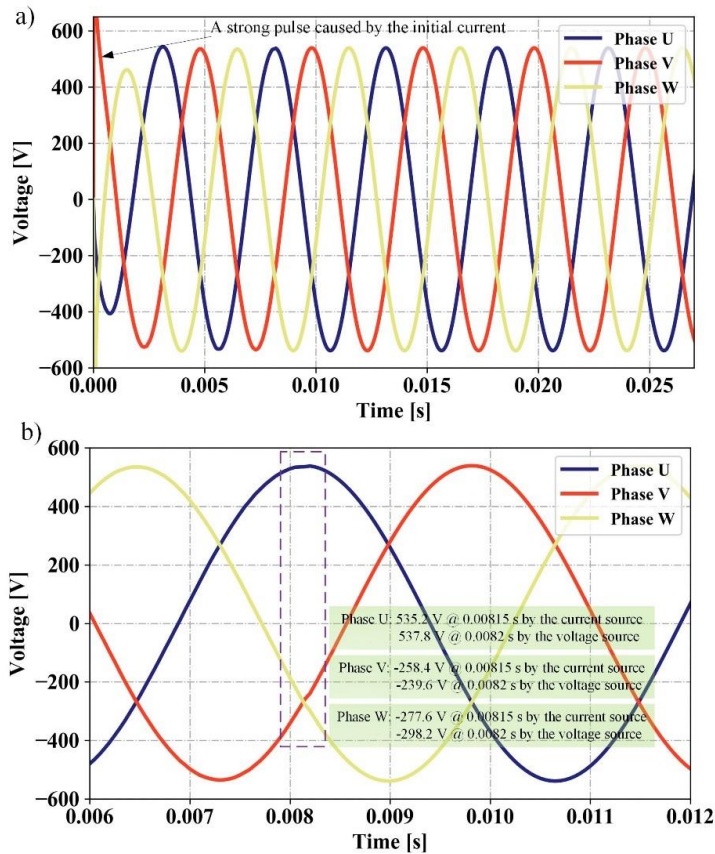 a)
A strong pulse caused by the initial current
600
400
200
0
−200
−400
−600
Voltage [V]
Phase U
Phase V
Phase W
0.000 0.005 0.010 0.015 0.020 0.025
Time [s]
b)
600
400
200
0
−200
−400
−600
Voltage [V]
Phase U
Phase V
Phase W
Phase U: 535.2 V @ 0.00815 s by the current source
537.8 V @ 0.0082 s by the voltage source
Phase V: -258.4 V @ 0.00815 s by the current source
-239.6 V @ 0.0082 s by the voltage source
Phase W: -277.6 V @ 0.00815 s by the current source
-298.2 V @ 0.0082 s by the voltage source
0.006 0.007 0.008 0.009 0.010 0.011 0.012
Time [s]